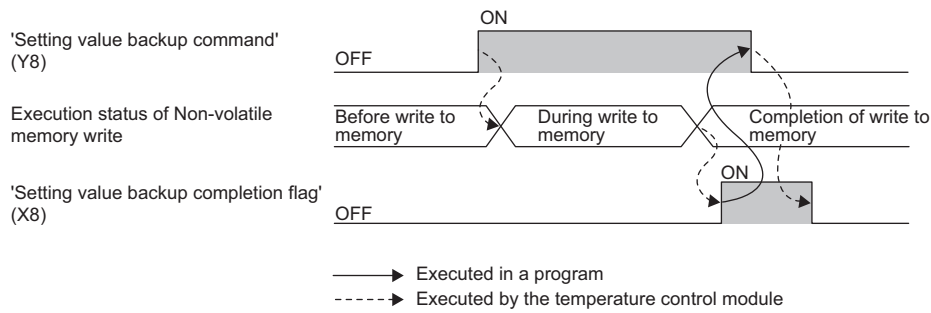 ON
'Setting value backup command'
(Y8)
OFF
Execution status of Non-volatile
memory write
Before write to
memory
During write to
memory
Completion of write to
memory
'Setting value backup completion flag'
(X8)
ON
OFF
Executed in a program
Executed by the temperature control module